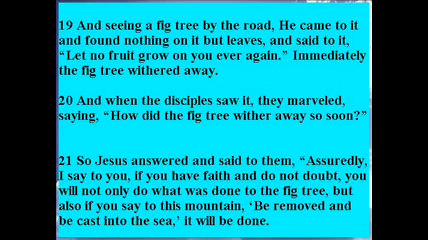 19 And seeing a fig tree by the road, He came to it
and found nothing on it but leaves, and said to it,
“Let no fruit grow on you ever again.” Immediately
the fig tree withered away.
20 And when the disciples saw it, they marveled,
saying, “How did the fig tree wither away so soon?”
21 So Jesus answered and said to them, “Assuredly,
I say to you, if you have faith and do not doubt, you
will not only do what was done to the fig tree, but
also if you say to this mountain, ‘Be removed and
be cast into the sea,’ it will be done.